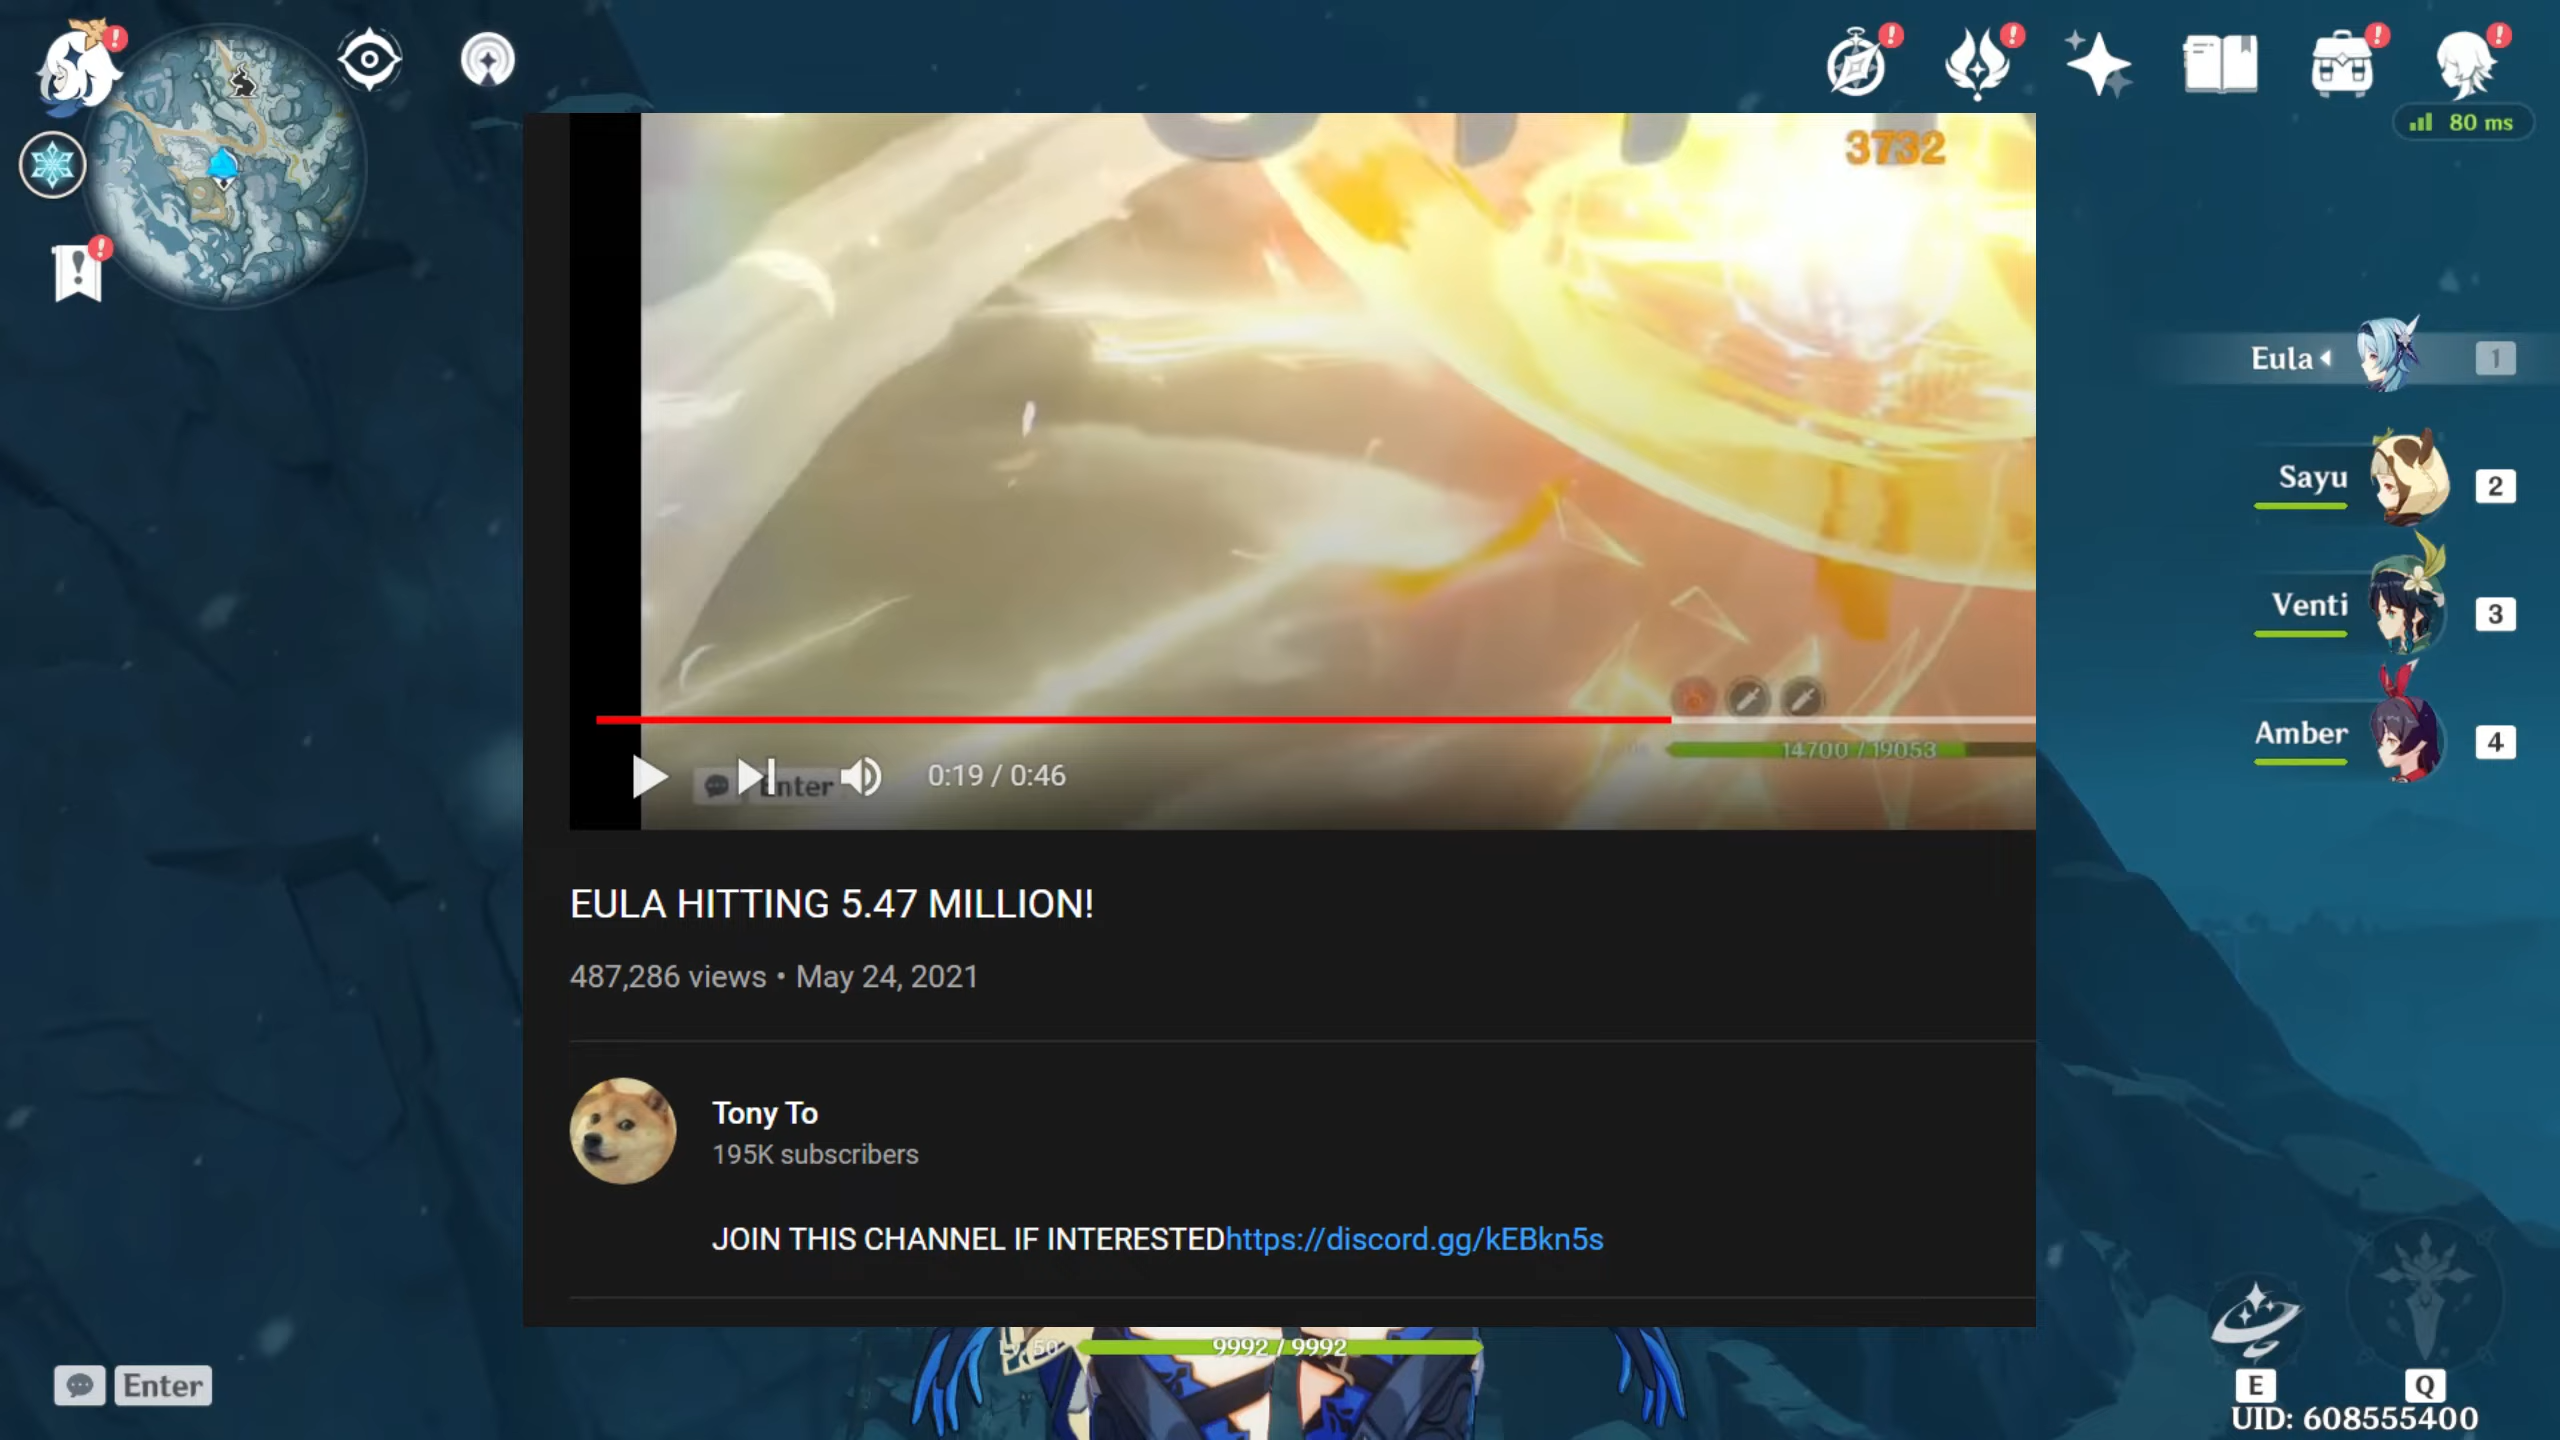 N
80 ms
3732
Eula
1
Sayu
2
Venti
3
Amber
4
14700 / 19053
Enter
0:19 / 0:46
EULA HITTING 5.47 MILLION!
487,286 views • May 24, 2021
Tony To
195K subscribers
JOIN THIS CHANNEL IF INTERESTEDhttps://discord.gg/kEBkn5s
Lv. 50
9992 / 9992
Enter
E
Q
UID: 608555400